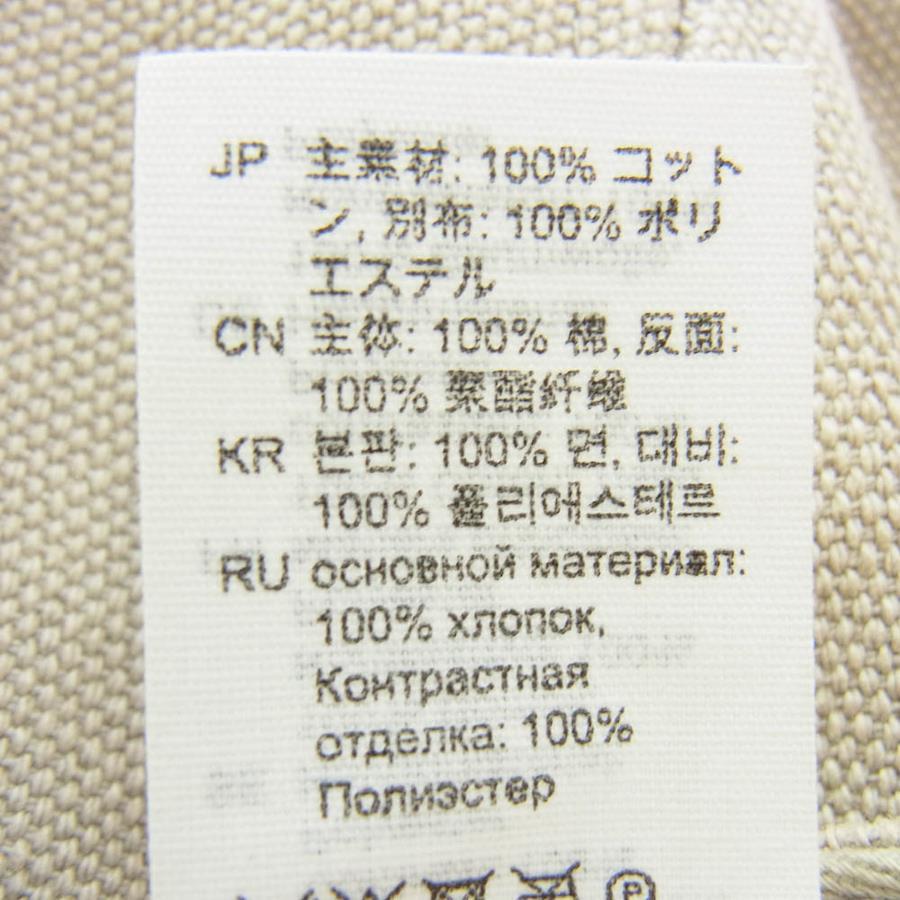 JP 主素材: 100% コット
ン, 別布: 100% ポリ
エステル
CN 主体: 100% 棉, 反面:
100% 聚酯纤维
KR 본판: 100% 면, 대비:
100% 폴리애스테르
RU основной материал:
100% хлопок,
Контрастная
отделка: 100%
Полиэстер
P